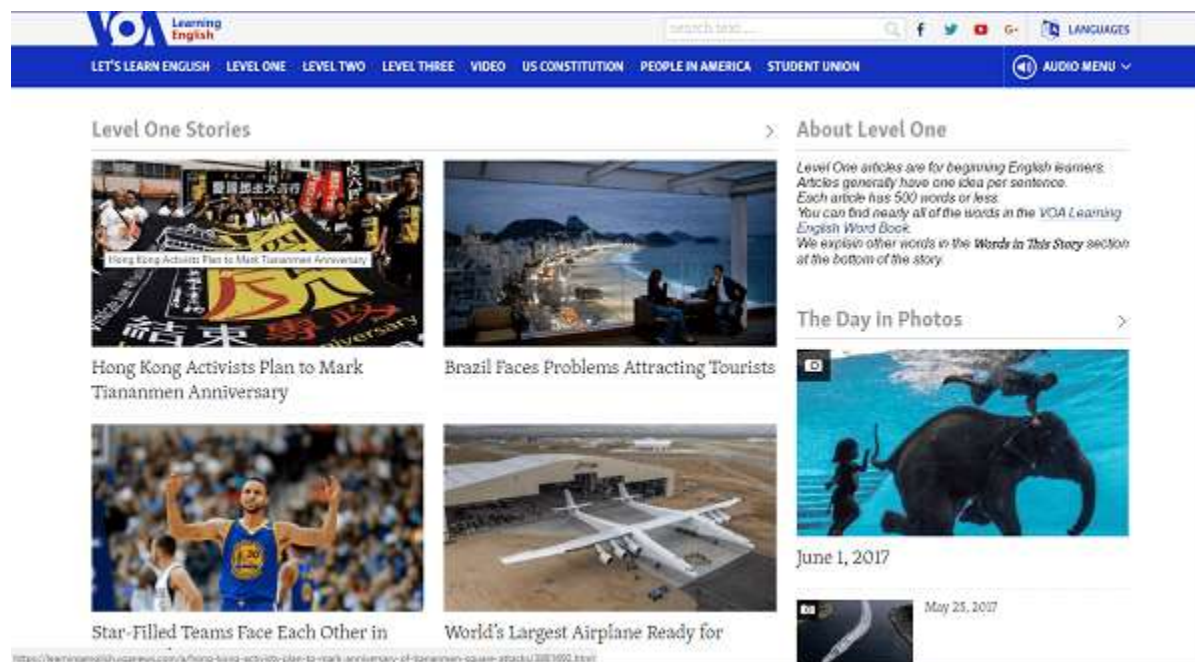 VOA Learning
English
LANGUAGES
LET'S LEARN ENGLISH LEVEL ONE LEVEL TWO LEVEL THREE VIDEO US CONSTITUTION PEOPLE IN AMERICA STUDENT UNION AUDIO MENU
Level One Stories
Hong Kong Activists Plan to Mark Tiananmen Anniversary
Hong Kong Activists Plan to Mark
Tiananmen Anniversary
Brazil Faces Problems Attracting Tourists
Star-Filled Teams Face Each Other in
World's Largest Airplane Ready for
About Level One
Level One articles are for beginning English learners.
Articles generally have one idea per sentence.
Each article has 500 words or less.
You can find nearly all of the words in the VOA Learning
English Word Book.
We explain other words in the Words in This Story section
at the bottom of the story.
The Day in Photos
June 1, 2017
May 25, 2017